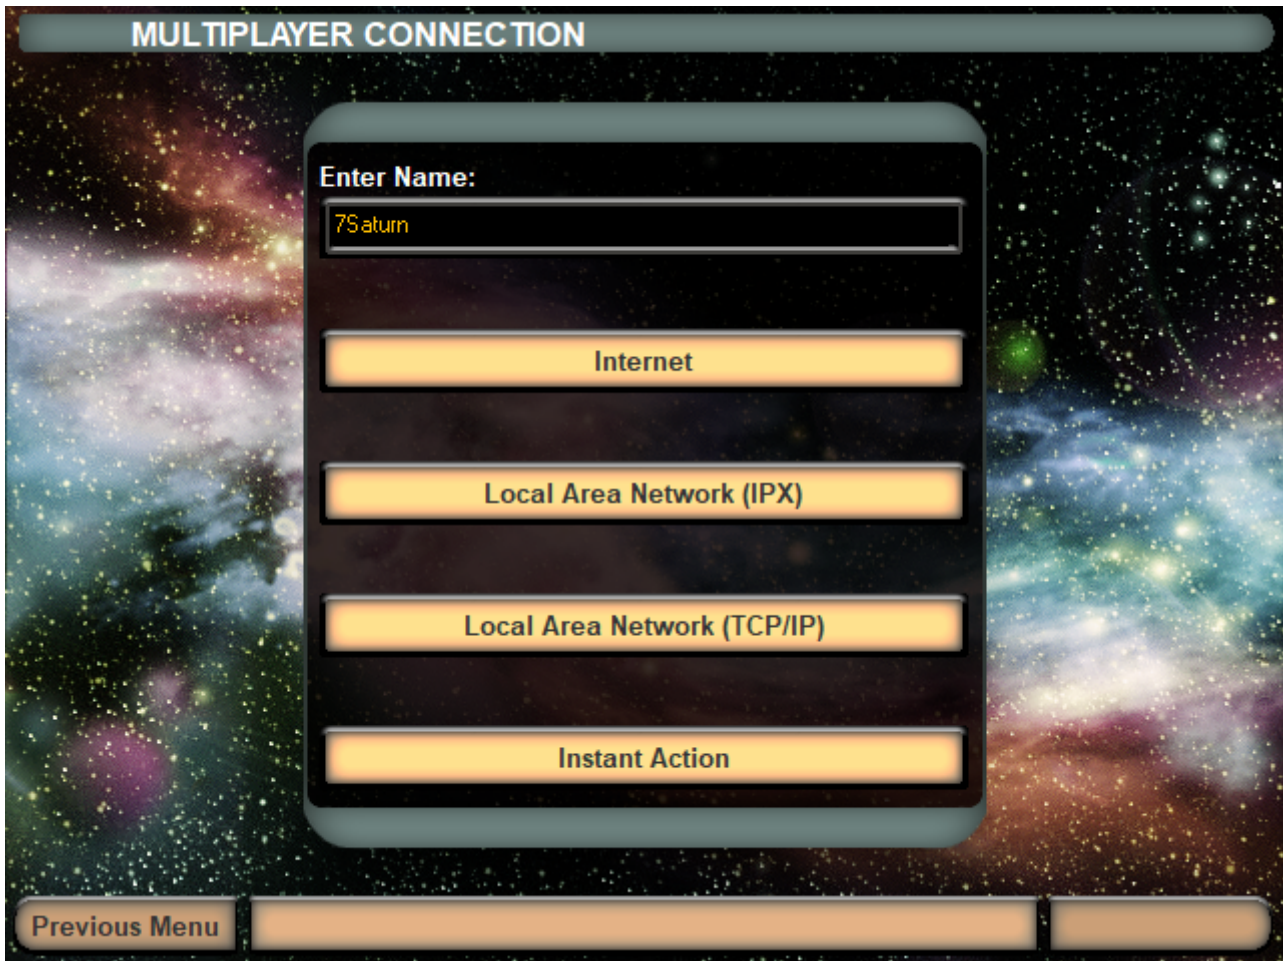 MULTIPLAYER CONNECTION
Enter Name:
7Saturn
Internet
Local Area Network (IPX)
Local Area Network (TCP/IP)
Instant Action
Previous Menu